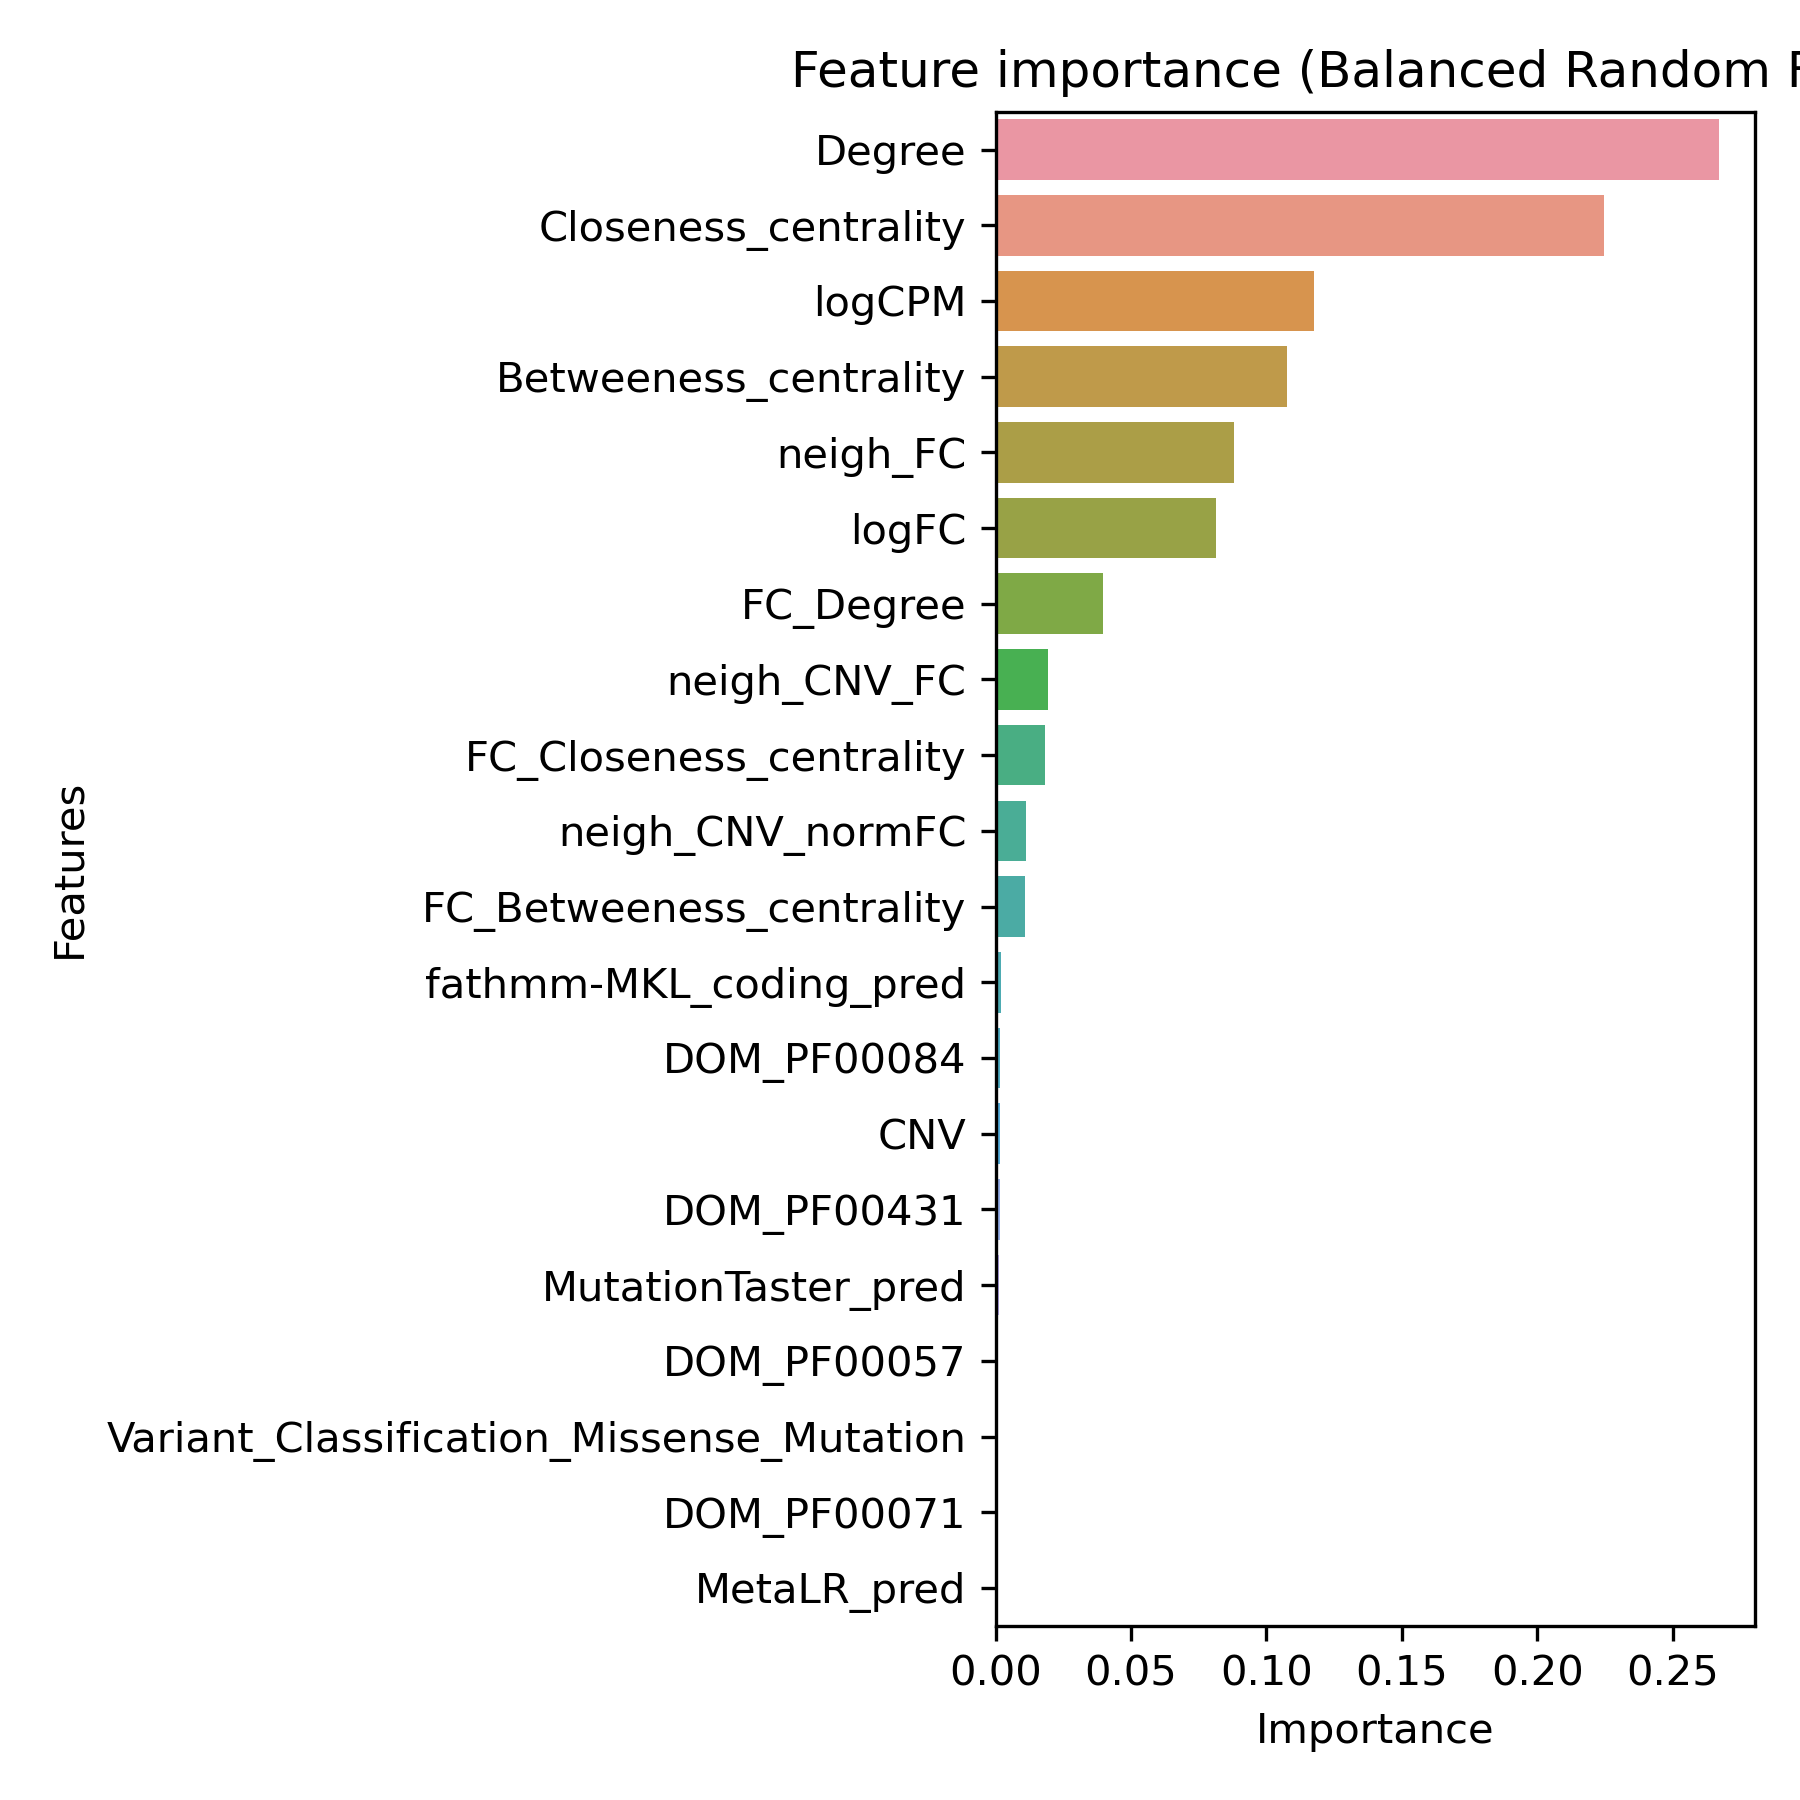 Feature importance (Balanced Random F
Degree
Closeness_centrality
logCPM
Betweeness_centrality
neigh_FC
logFC
FC_Degree
neigh_CNV_FC
FC_Closeness_centrality
neigh_CNV_normFC
FC_Betweeness_centrality
fathmm-MKL_coding_pred
DOM_PF00084
CNV
DOM_PF00431
MutationTaster_pred
DOM_PF00057
Variant_Classification_Missense_Mutation
DOM_PF00071
MetaLR_pred
Features
0.00 0.05 0.10 0.15 0.20 0.25
Importance